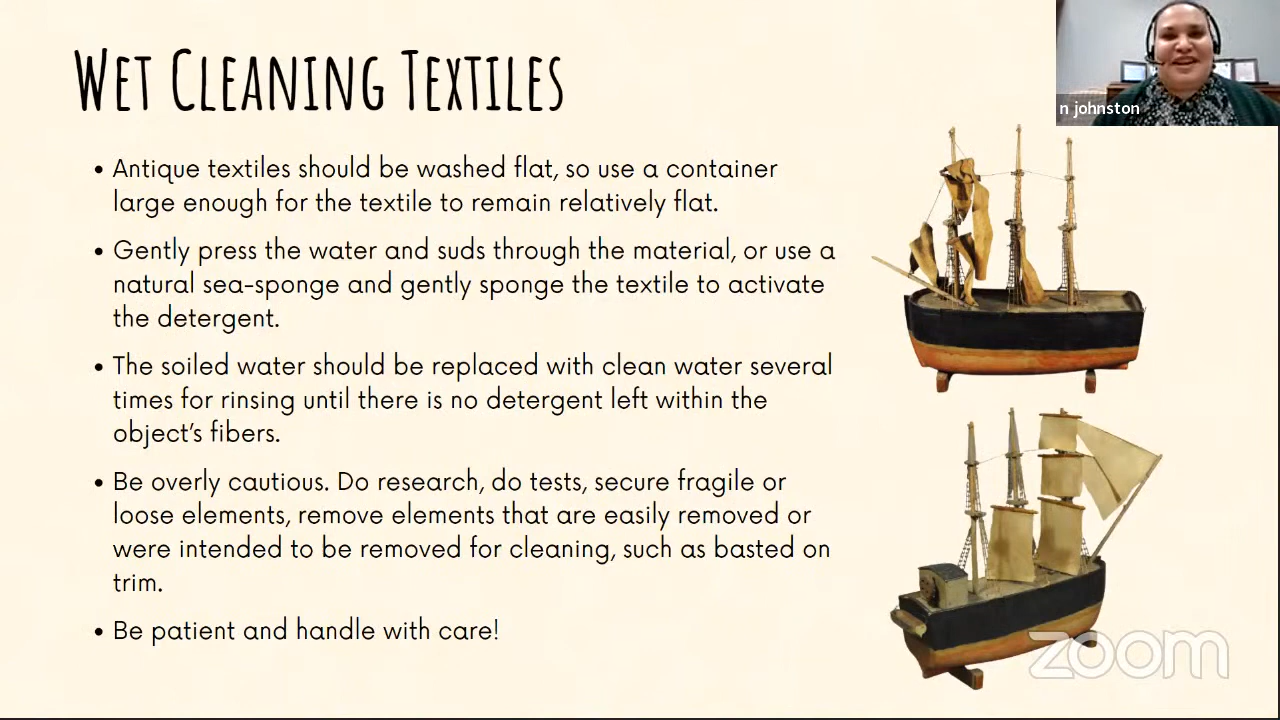 Wet Cleaning Textiles
n johnston
• Antique textiles should be washed flat, so use a container
large enough for the textile to remain relatively flat.
• Gently press the water and suds through the material, or use a
natural sea-sponge and gently sponge the textile to activate
the detergent.
• The soiled water should be replaced with clean water several
times for rinsing until there is no detergent left within the
object's fibers.
• Be overly cautious. Do research, do tests, secure fragile or
loose elements, remove elements that are easily removed or
were intended to be removed for cleaning, such as basted on
trim.
• Be patient and handle with care!
zoom